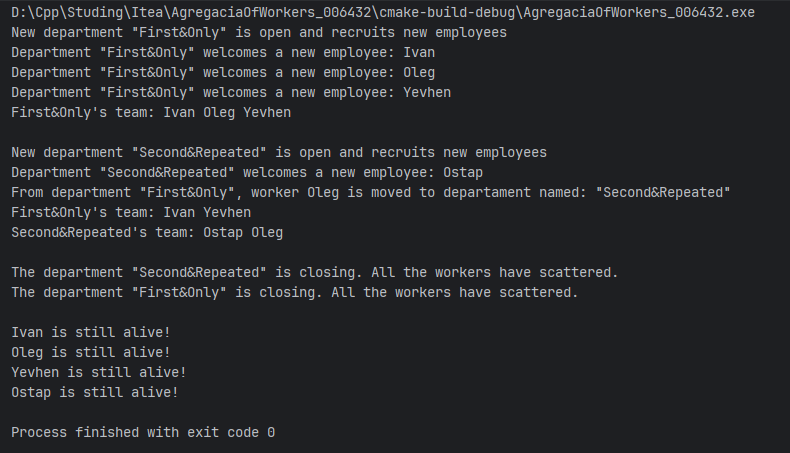 D:\Cpp\Studing\Itea\AgregaciaOfWorkers_006432\cmake-build-debug\AgregaciaOfWorkers_006432.exe
New department "First&Only" is open and recruits new employees
Department "First&Only" welcomes a new employee: Ivan
Department "First&Only" welcomes a new employee: Oleg
Department "First&Only" welcomes a new employee: Yevhen
First&Only's team: Ivan Oleg Yevhen
New department "Second&Repeated" is open and recruits new employees
Department "Second&Repeated" welcomes a new employee: Ostap
From department "First&Only", worker Oleg is moved to departament named: "Second&Repeated"
First&Only's team: Ivan Yevhen
Second&Repeated's team: Ostap Oleg
The department "Second&Repeated" is closing. All the workers have scattered.
The department "First&Only" is closing. All the workers have scattered.
Ivan is still alive!
Oleg is still alive!
Yevhen is still alive!
Ostap is still alive!
Process finished with exit code 0